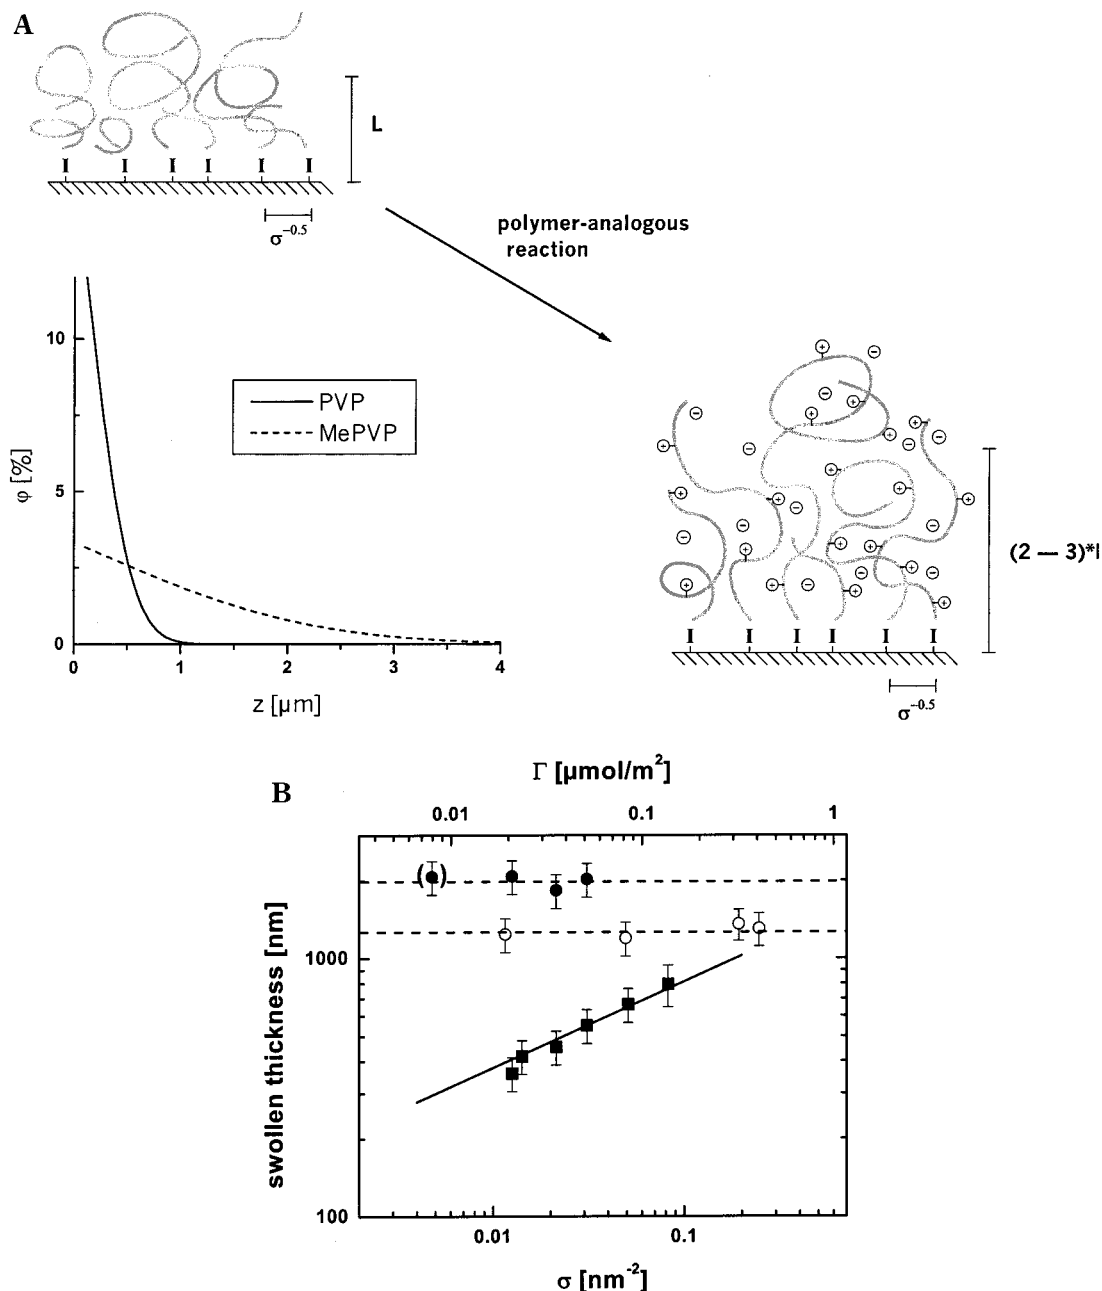 A
L
I I I I I I
σ⁻⁰·⁵
polymer-analogous
reaction
10
5
0
φ [%]
PVP
MePVP
0 1 2 3 4
z [μm]
(2 — 3)*l
I I I I I I
σ⁻⁰·⁵
B
Γ [μmol/m²]
0.01 0.1 1
( )
1000
100
swollen thickness [nm]
0.01 0.1
σ [nm⁻²]